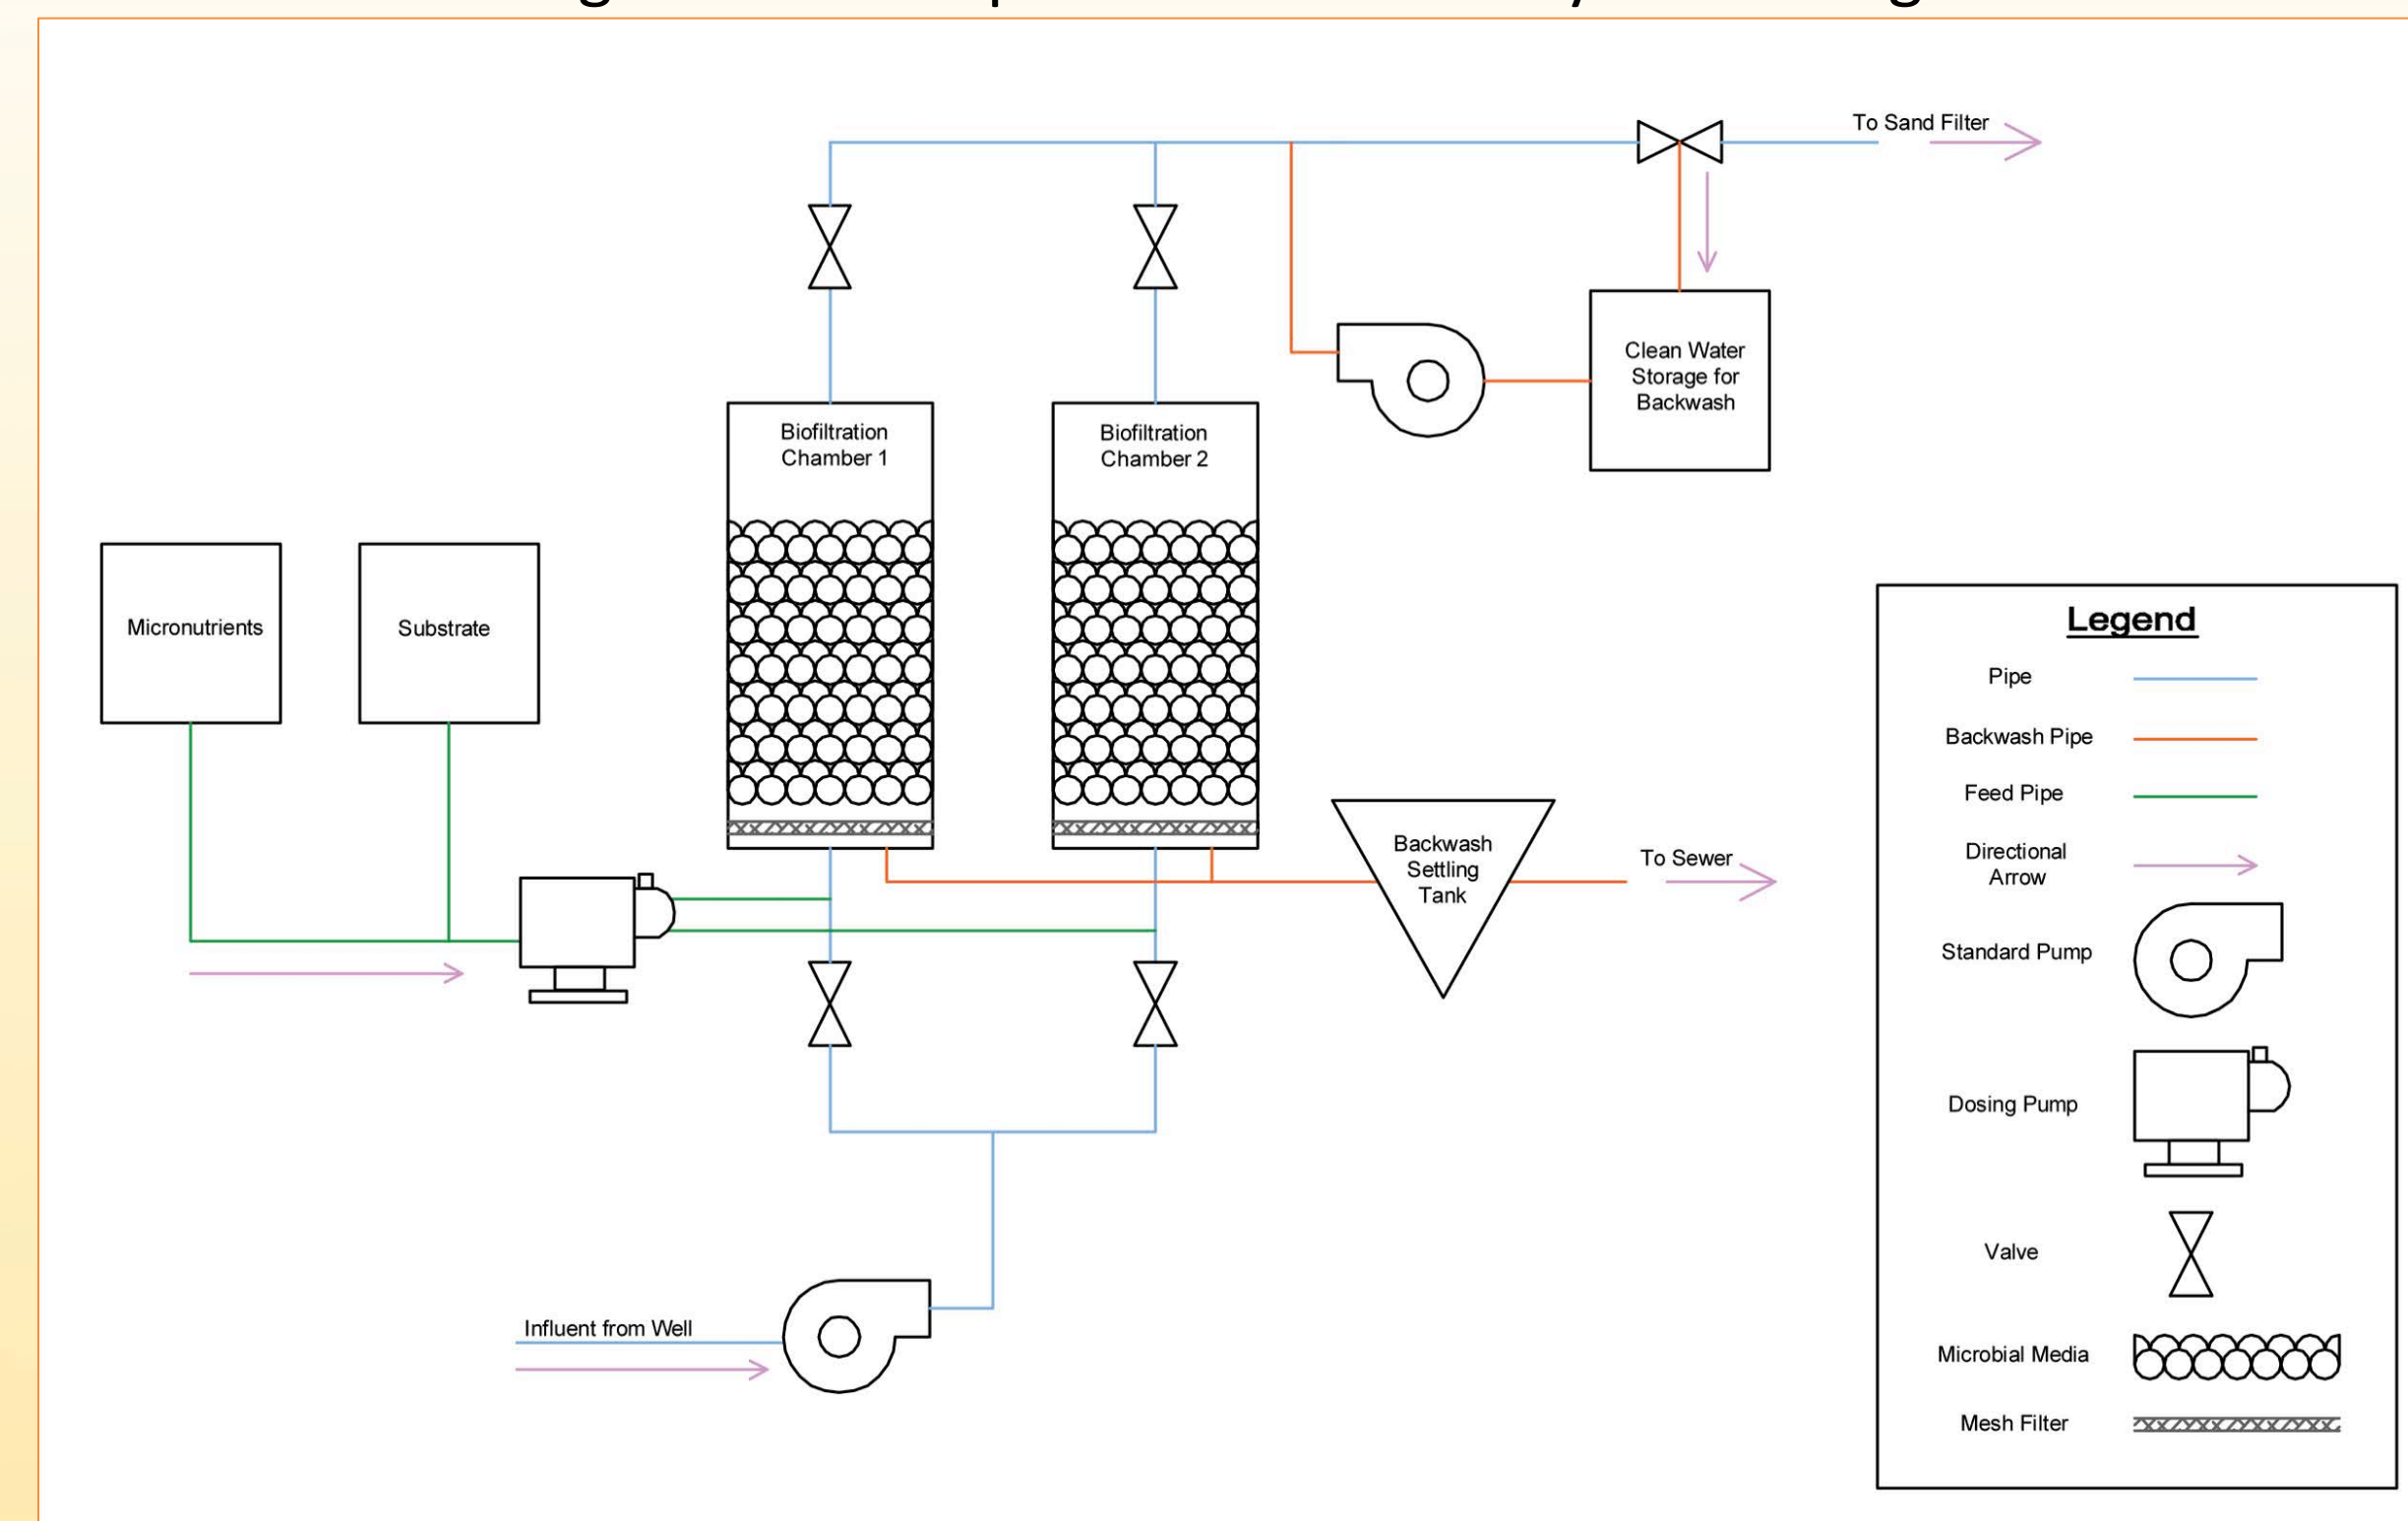 To Sand Filter
Clean Water
Storage for
Backwash
Biofiltration
Chamber 1
Biofiltration
Chamber 2
Micronutrients
Substrate
Backwash
Settling
Tank
To Sewer
Influent from Well
Legend
Pipe
Backwash Pipe
Feed Pipe
Directional
Arrow
Standard Pump
Dosing Pump
Valve
Microbial Media
Mesh Filter